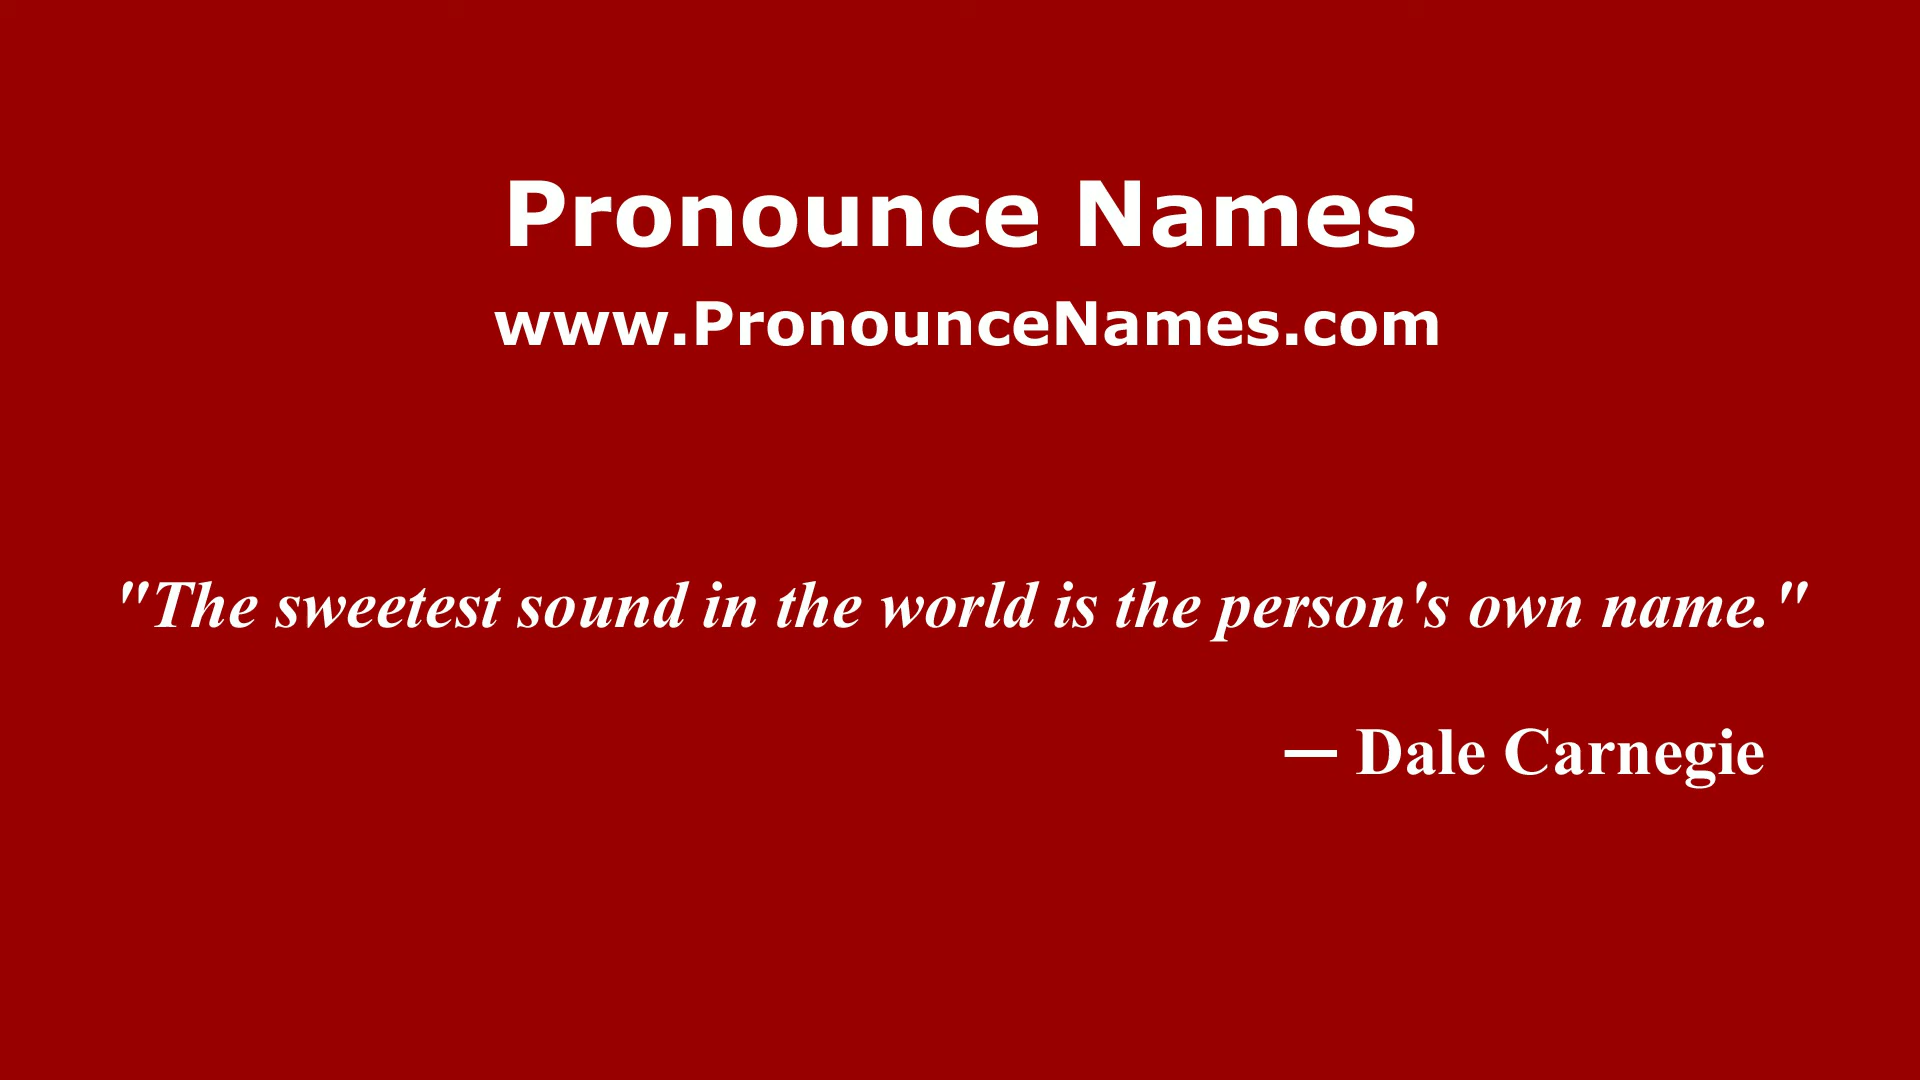 Pronounce Names
www.PronounceNames.com
"The sweetest sound in the world is the person's own name."
— Dale Carnegie